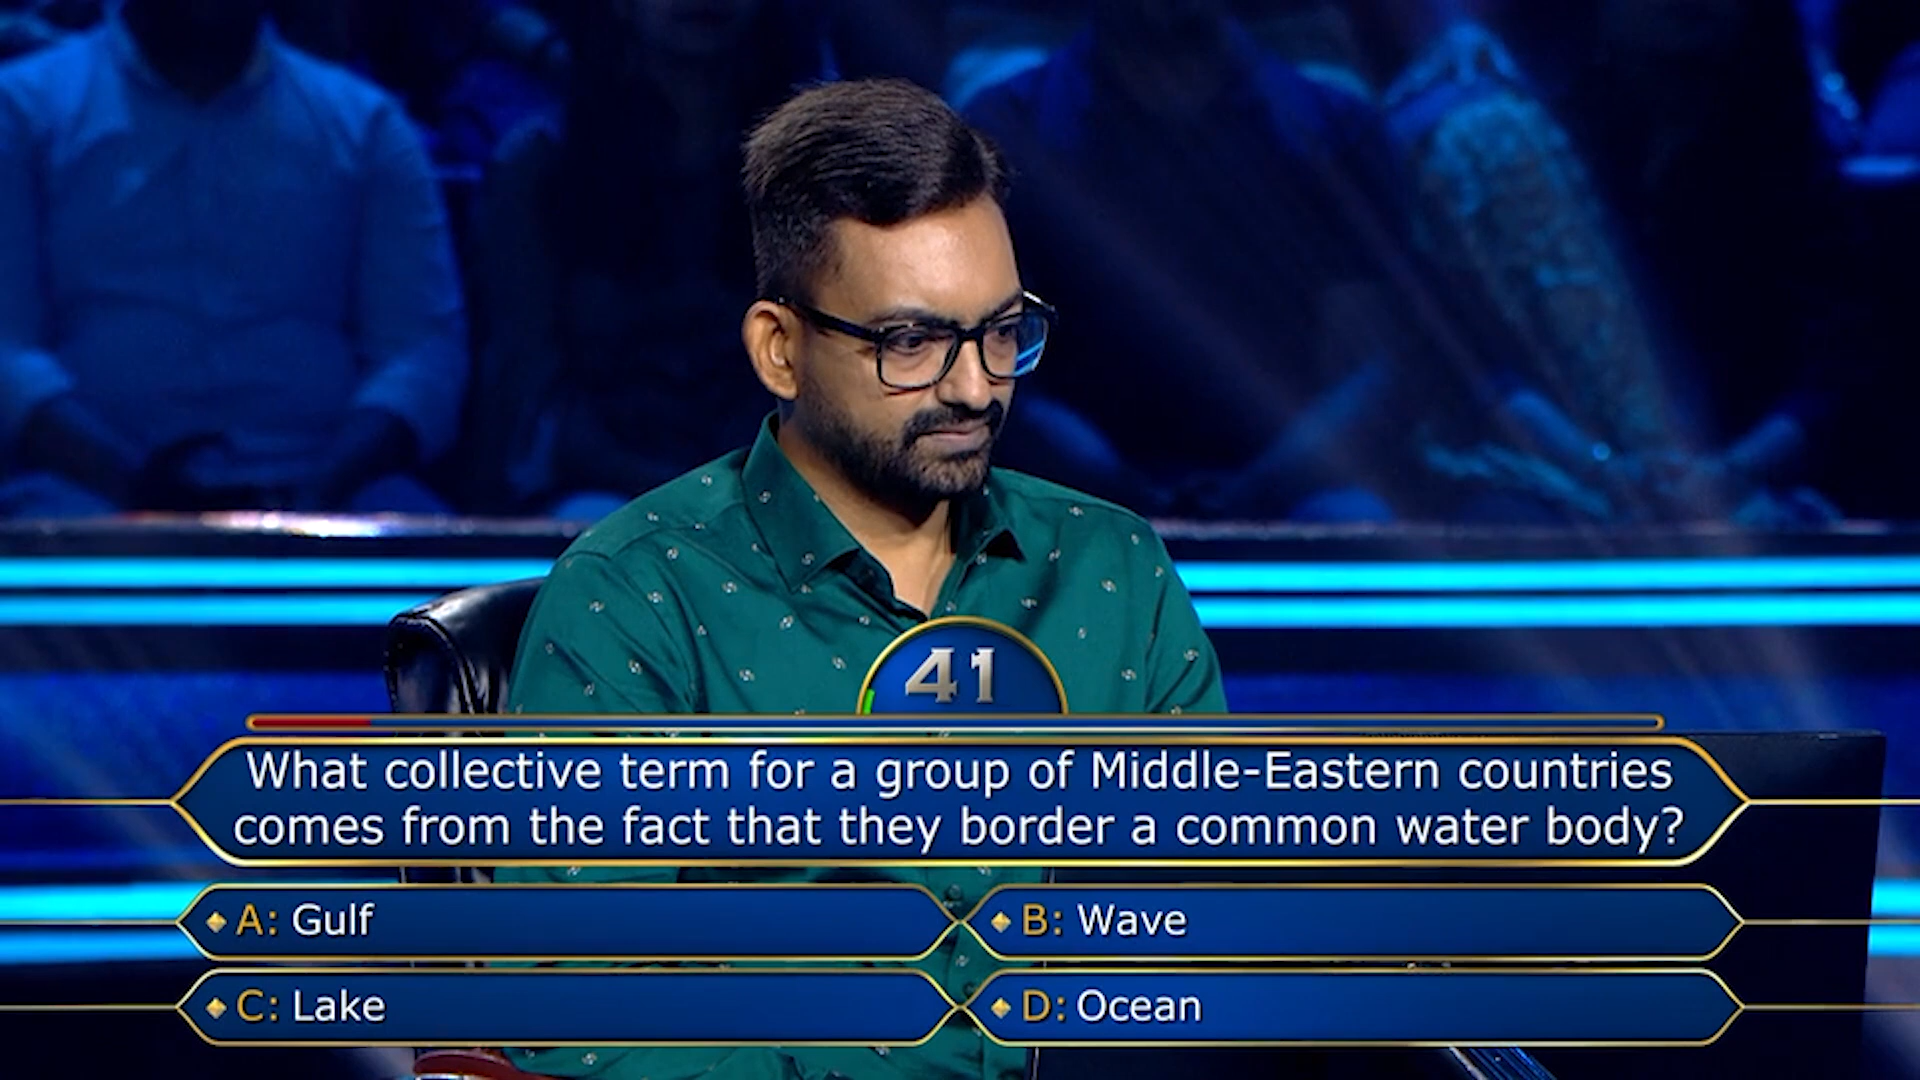 41
What collective term for a group of Middle-Eastern countries
comes from the fact that they border a common water body?
A: Gulf
B: Wave
C: Lake
D: Ocean